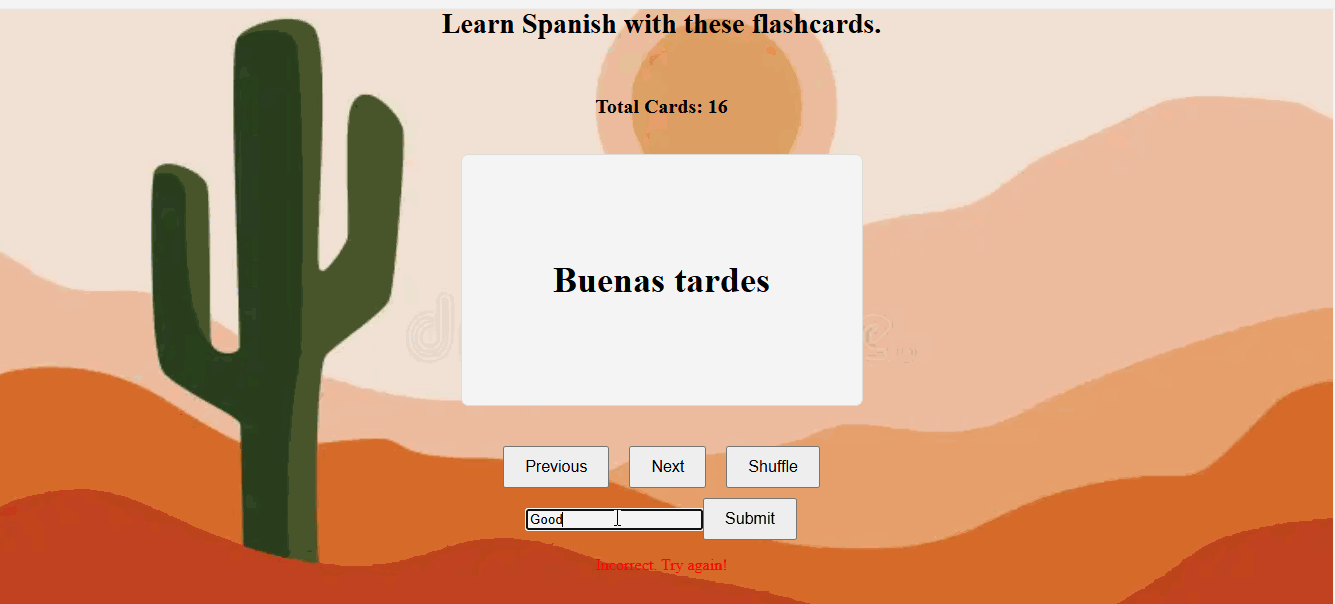 Learn Spanish with these flashcards.
Total Cards: 16
Buenas tardes
Previous Next Shuffle
Good Submit
Incorrect. Try again!